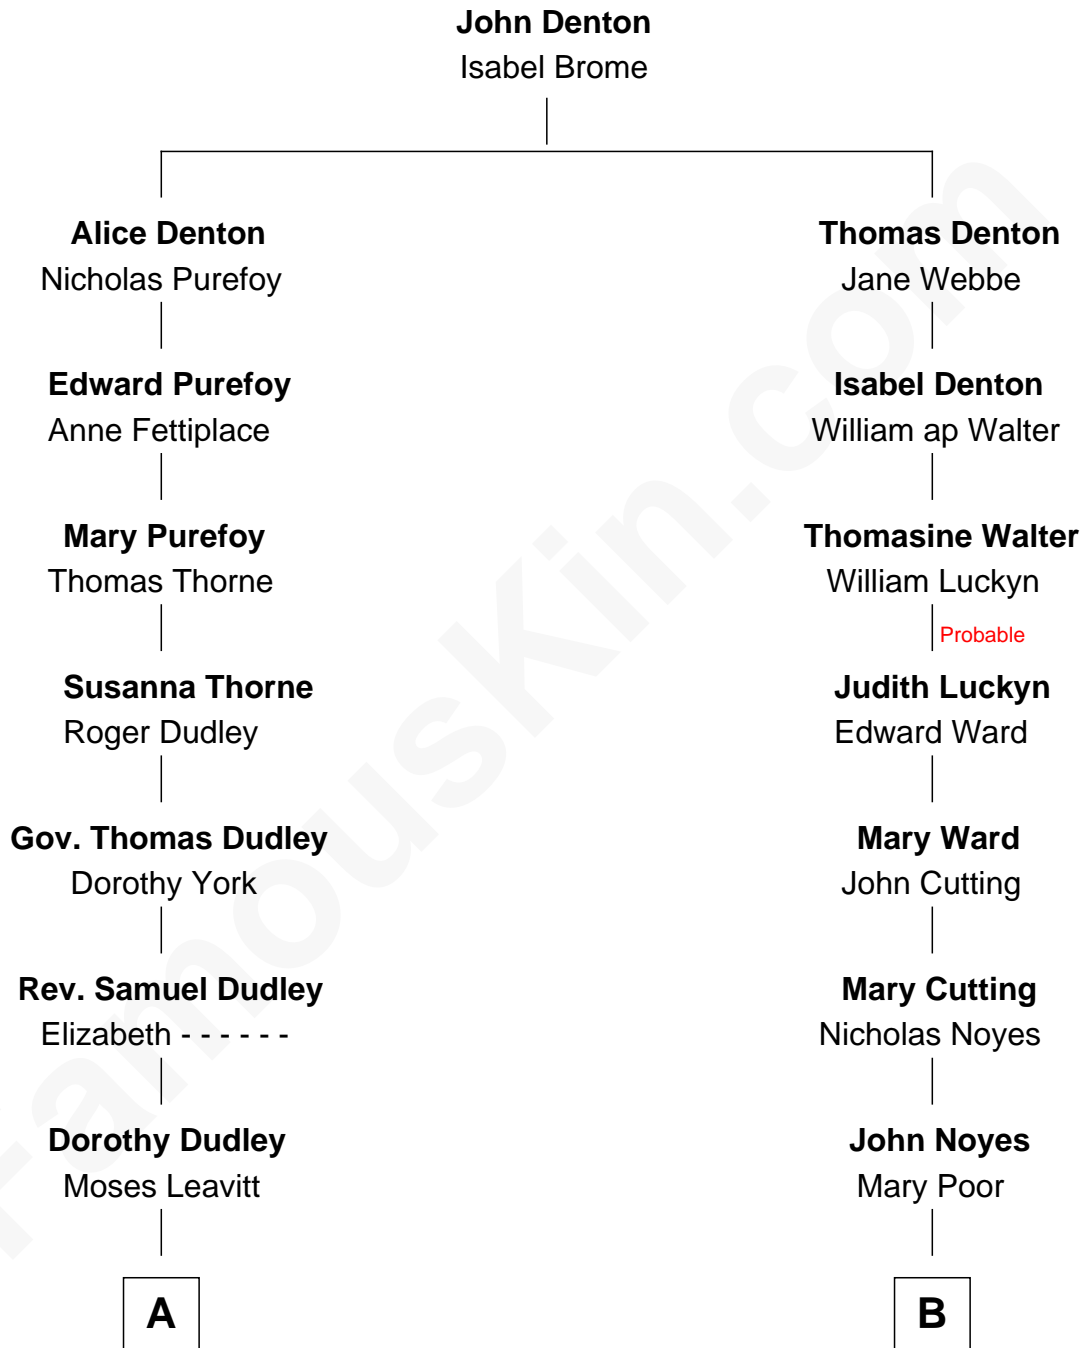 John Denton
Isabel Brome
Alice Denton
Nicholas Purefoy
Edward Purefoy
Anne Fettiplace
Mary Purefoy
Thomas Thorne
Susanna Thorne
Roger Dudley
Gov. Thomas Dudley
Dorothy York
Rev. Samuel Dudley
Elizabeth - - - - - -
Dorothy Dudley
Moses Leavitt
A
Thomas Denton
Jane Webbe
Isabel Denton
William ap Walter
Thomasine Walter
William Luckyn
Probable
Judith Luckyn
Edward Ward
Mary Ward
John Cutting
Mary Cutting
Nicholas Noyes
John Noyes
Mary Poor
B
FamousKin.com